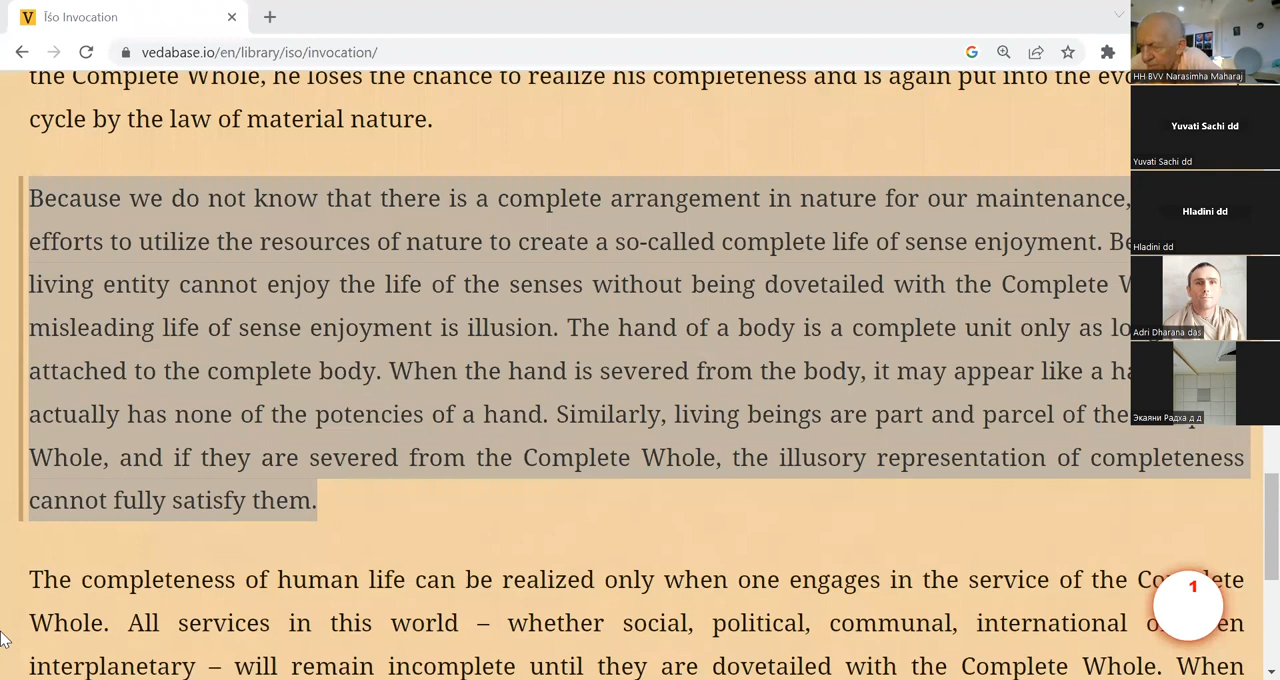 Īśo Invocation
vedabase.io/en/library/iso/invocation/
the Complete Whole, he loses the chance to realize his completeness and is again put into the
cycle by the law of material nature.
Because we do not know that there is a complete arrangement in nature for our maintenance,
efforts to utilize the resources of nature to create a so-called complete life of sense enjoyment.
living entity cannot enjoy the life of the senses without being dovetailed with the Complete
misleading life of sense enjoyment is illusion. The hand of a body is a complete unit only as
attached to the complete body. When the hand is severed from the body, it may appear like a
actually has none of the potencies of a hand. Similarly, living beings are part and parcel of the
Whole, and if they are severed from the Complete Whole, the illusory representation of completeness
cannot fully satisfy them.
The completeness of human life can be realized only when one engages in the service of the
Whole. All services in this world – whether social, political, communal, international
interplanetary – will remain incomplete until they are dovetailed with the Complete Whole. When
HH BVV Narasimha Maharaj
Yuvati Sachi dd
Yuvati Sachi dd
Hladini dd
Hladini dd
Adri Dharana das
Экаяни Радха д д
1